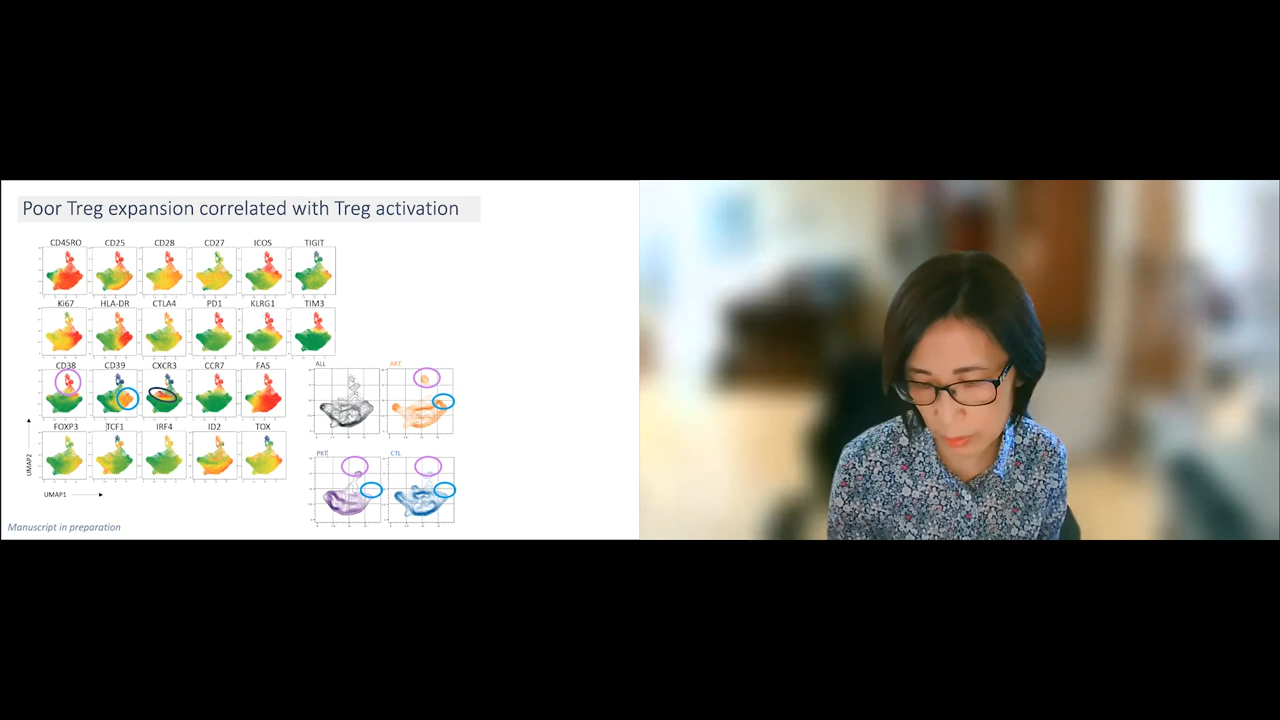 Poor Treg expansion correlated with Treg activation
CD45RO CD25 CD28 CD27 ICOS TIGIT
Ki67 HLA-DR CTLA4 PD1 KLRG1 TIM3
CD38 CD39 CXCR3 CCR7 FAS
ALL ART
FOXP3 TCF1 IRF4 ID2 TOX
PKT CTL
UMAP2
UMAP1
Manuscript in preparation